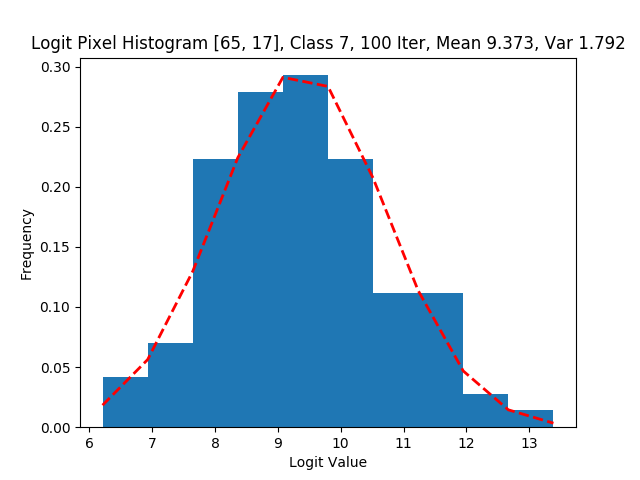 Logit Pixel Histogram [65, 17], Class 7, 100 Iter, Mean 9.373, Var 1.792
0.30
0.25
0.20
0.15
0.10
0.05
0.00
Frequency
6 7 8 9 10 11 12 13
Logit Value